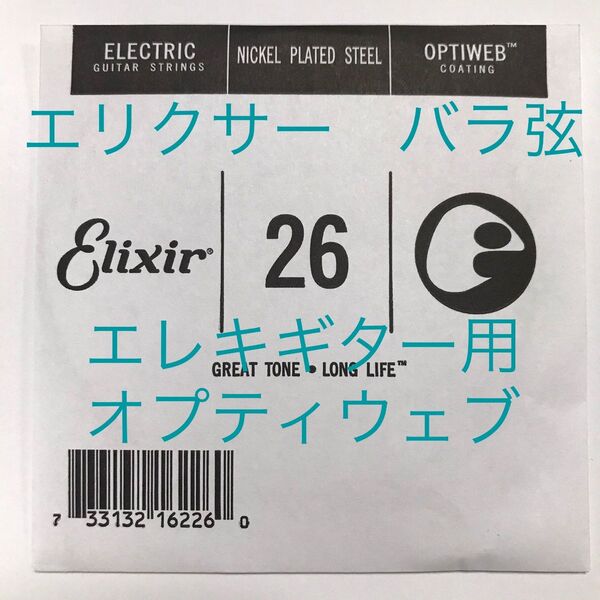 ELECTRIC
GUITAR STRINGS
NICKEL PLATED STEEL
OPTIWEB™
COATING
エリクサー　バラ弦
Elixir®
26
エレキギター用
GREAT TONE • LONG LIFE™
オプティウェブ
7 33132 16226 0